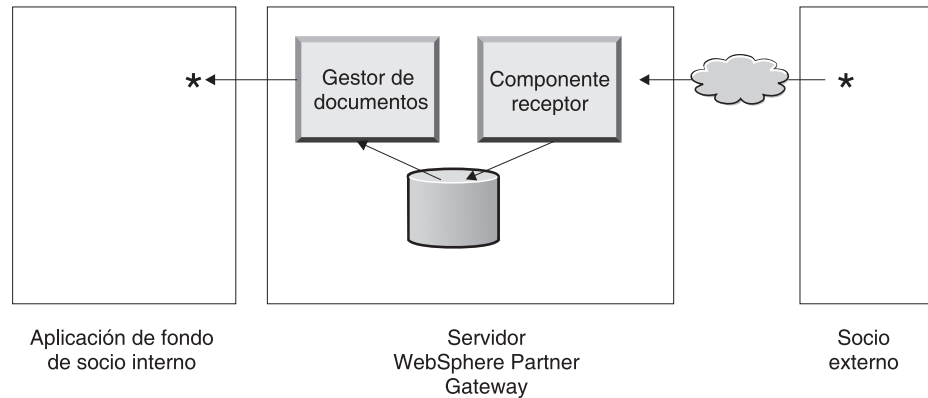 *
Gestor de
documentos
Componente
receptor
*
Aplicación de fondo
de socio interno
Servidor
WebSphere Partner
Gateway
Socio
externo